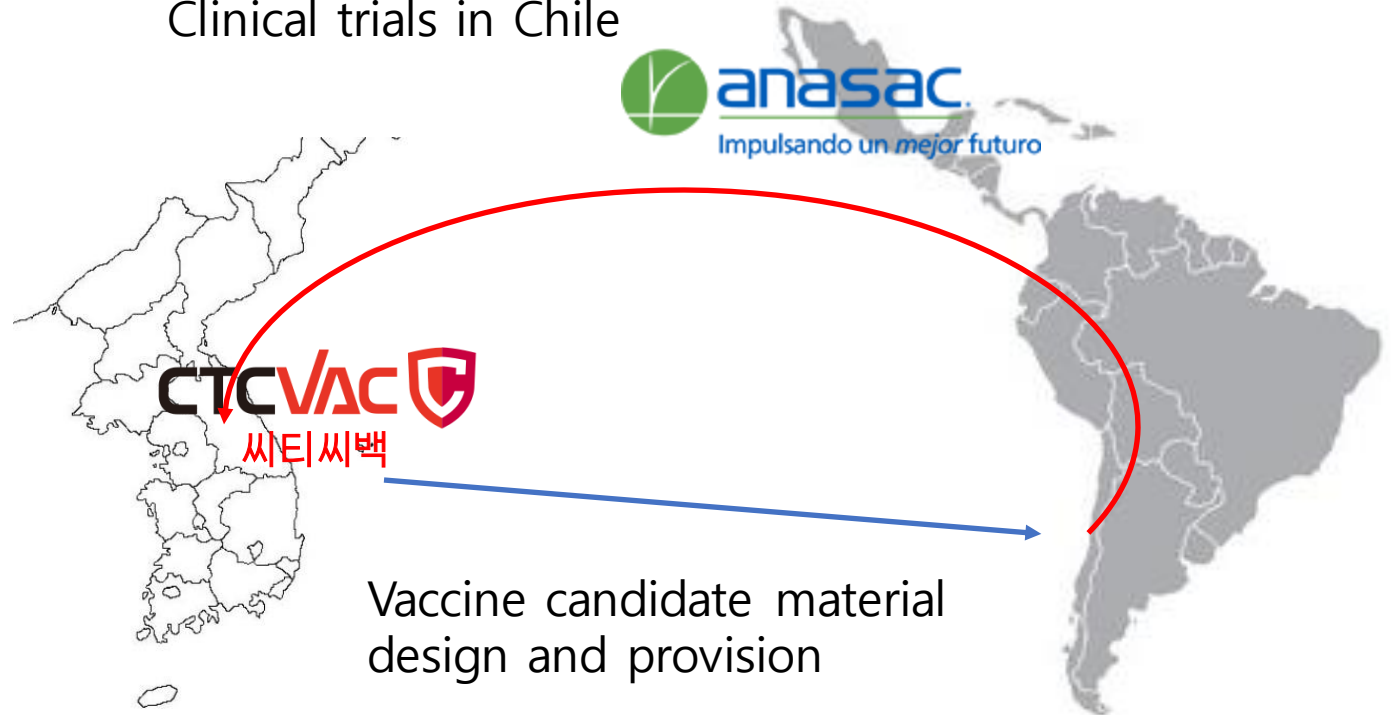 Clinical trials in Chile
anasac.
Impulsando un mejor futuro
CTCVAC
씨티씨백
Vaccine candidate material
design and provision